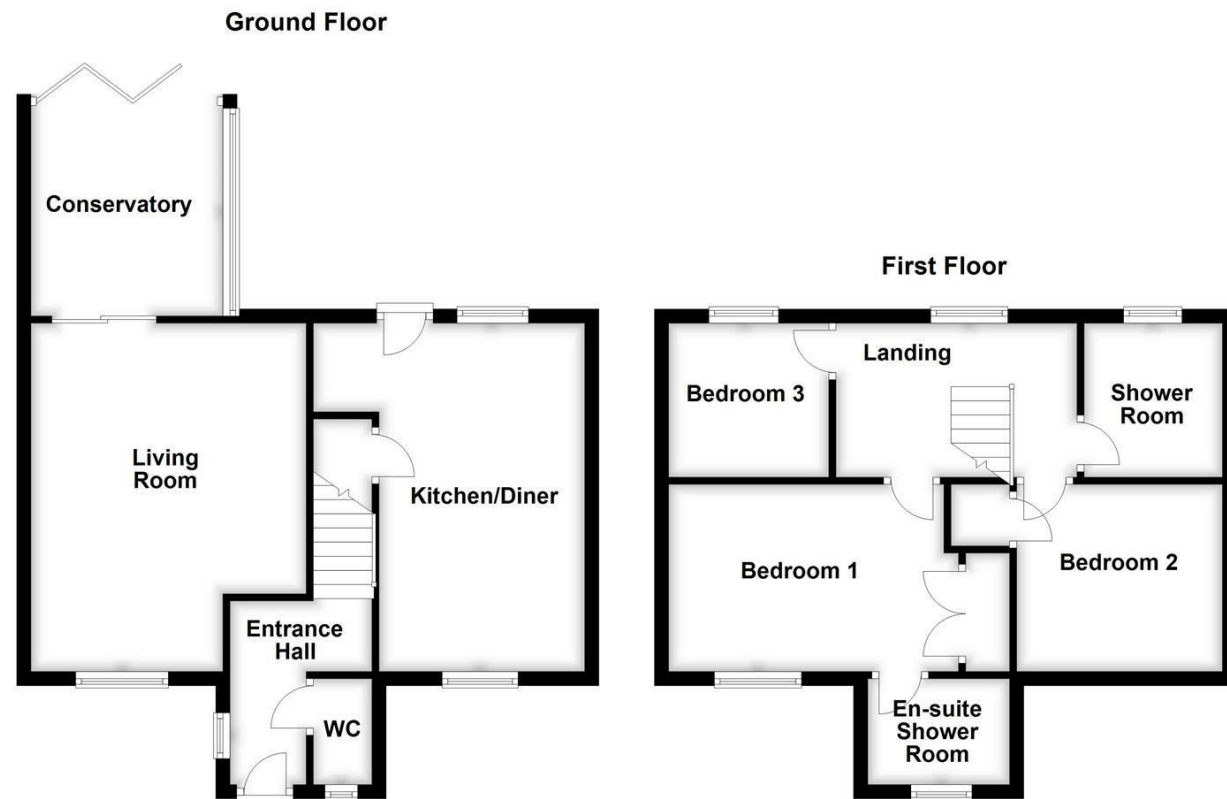 Ground Floor
Conservatory
Living
Room
Kitchen/Diner
Entrance
Hall
WC
First Floor
Landing
Bedroom 3
Shower
Room
Bedroom 1
Bedroom 2
En-suite
Shower
Room